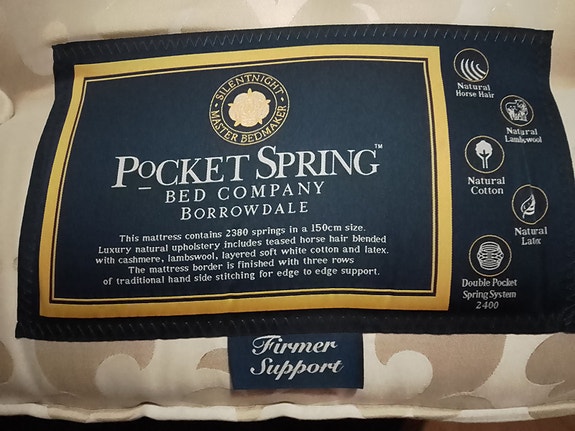 SILENTNIGHT
MASTER BEDMAKER
POCKET SPRING™
BED COMPANY
BORROWDALE
This mattress contains 2380 springs in a 150cm size.
Luxury natural upholstery includes teased horse hair blended
with cashmere, lambswool, layered soft white cotton and latex.
The mattress border is finished with three rows
of traditional hand side stitching for edge to edge support.
Natural
Horse Hair
Natural
Lambswool
Natural
Cotton
Natural
Latex
Double Pocket
Spring System
2400
Firmer
Support